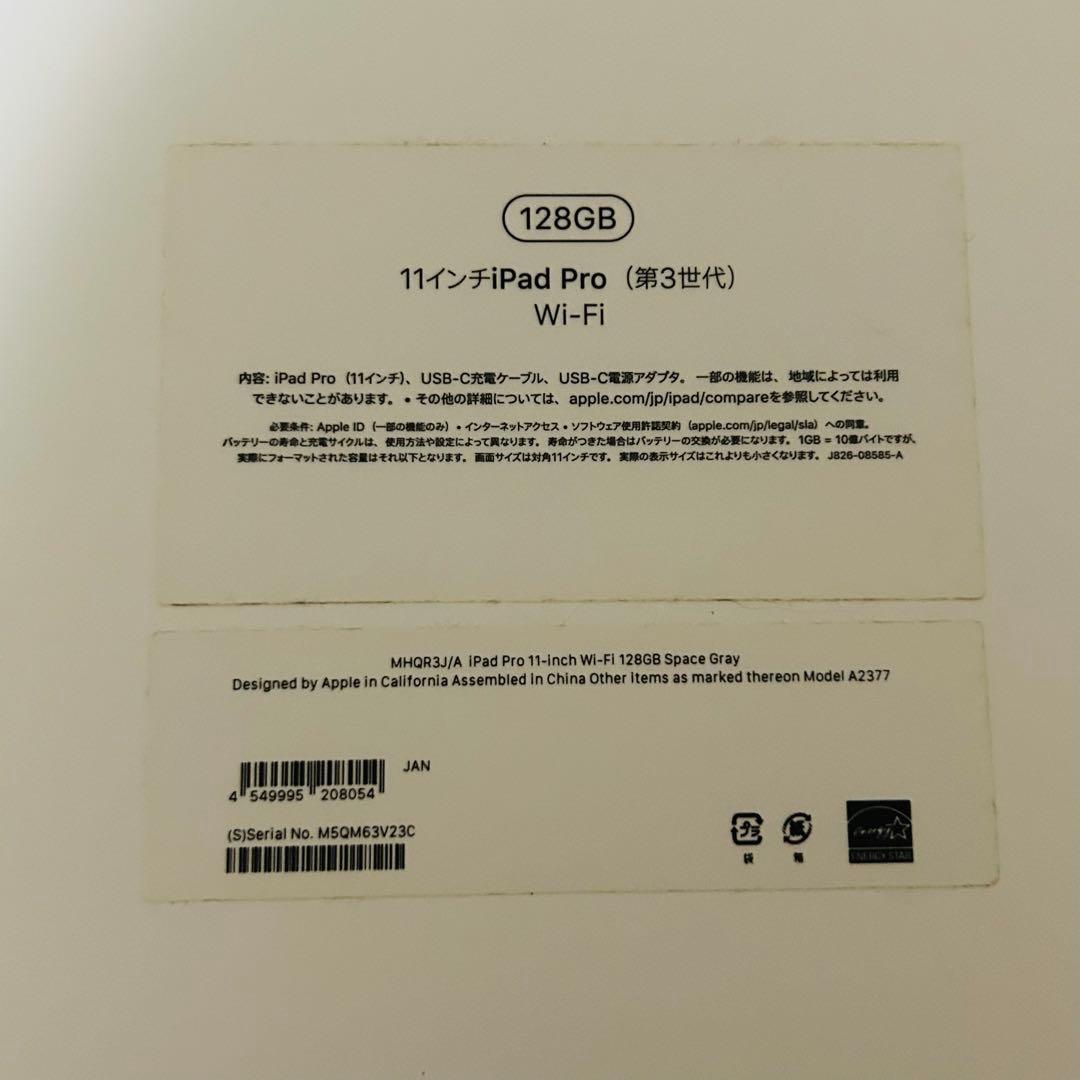 128GB
11インチiPad Pro（第3世代）
Wi-Fi
内容: iPad Pro（11インチ）、USB-C充電ケーブル、USB-C電源アダプタ。一部の機能は、地域によっては利用
できないことがあります。• その他の詳細については、apple.com/jp/ipad/compareを参照してください。
必要条件: Apple ID（一部の機能のみ）• インターネットアクセス • ソフトウェア使用許諾契約（apple.com/jp/legal/sla）への同意。
バッテリーの寿命と充電サイクルは、使用方法や設定によって異なります。寿命がつきた場合はバッテリーの交換が必要になります。1GB = 10億バイトですが、
実際にフォーマットされた容量はそれ以下となります。画面サイズは対角11インチです。実際の表示サイズはこれよりも小さくなります。J826-08585-A
MHQR3J/A iPad Pro 11-inch Wi-Fi 128GB Space Gray
Designed by Apple in California Assembled in China Other items as marked thereon Model A2377
JAN
4 549995 208054
(S)Serial No. M5QM63V23C
プラ
袋
紙
箱
energy
ENERGY STAR